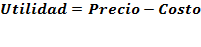 Utilidad = Precio − Costo